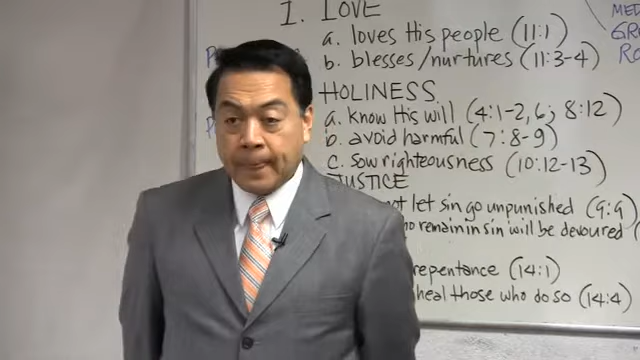 I. LOVE
a. loves His people (11:1)
b. blesses/nurtures (11:3-4)
HOLINESS
a. know His will (4:1-2, 6; 8:12)
b. avoid harmful (7:8-9)
c. sow righteousness (10:12-13)
JUSTICE
not let sin go unpunished (9:9)
remain in sin will be devoured (
repentance (14:1)
heal those who do so (14:4)